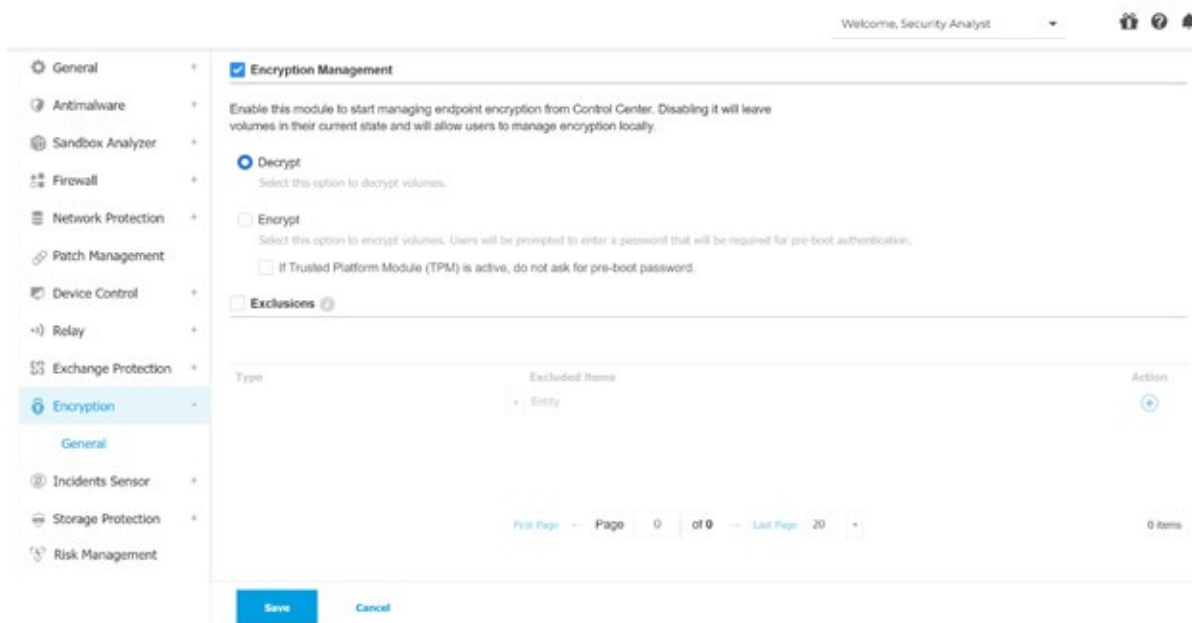 Welcome, Security Analyst
General
Antimalware
Sandbox Analyzer
Firewall
Network Protection
Patch Management
Device Control
Relay
Exchange Protection
Encryption
General
Incidents Sensor
Storage Protection
Risk Management
Encryption Management
Enable this module to start managing endpoint encryption from Control Center. Disabling it will leave
volumes in their current state and will allow users to manage encryption locally.
Decrypt
Select this option to decrypt volumes.
Encrypt
Select this option to encrypt volumes. Users will be prompted to enter a password that will be required for pre-boot authentication.
If Trusted Platform Module (TPM) is active, do not ask for pre-boot password.
Exclusions
Type Excluded Items Action
Entity
First Page Page 0 of 0 Last Page 20 0 items
Save Cancel